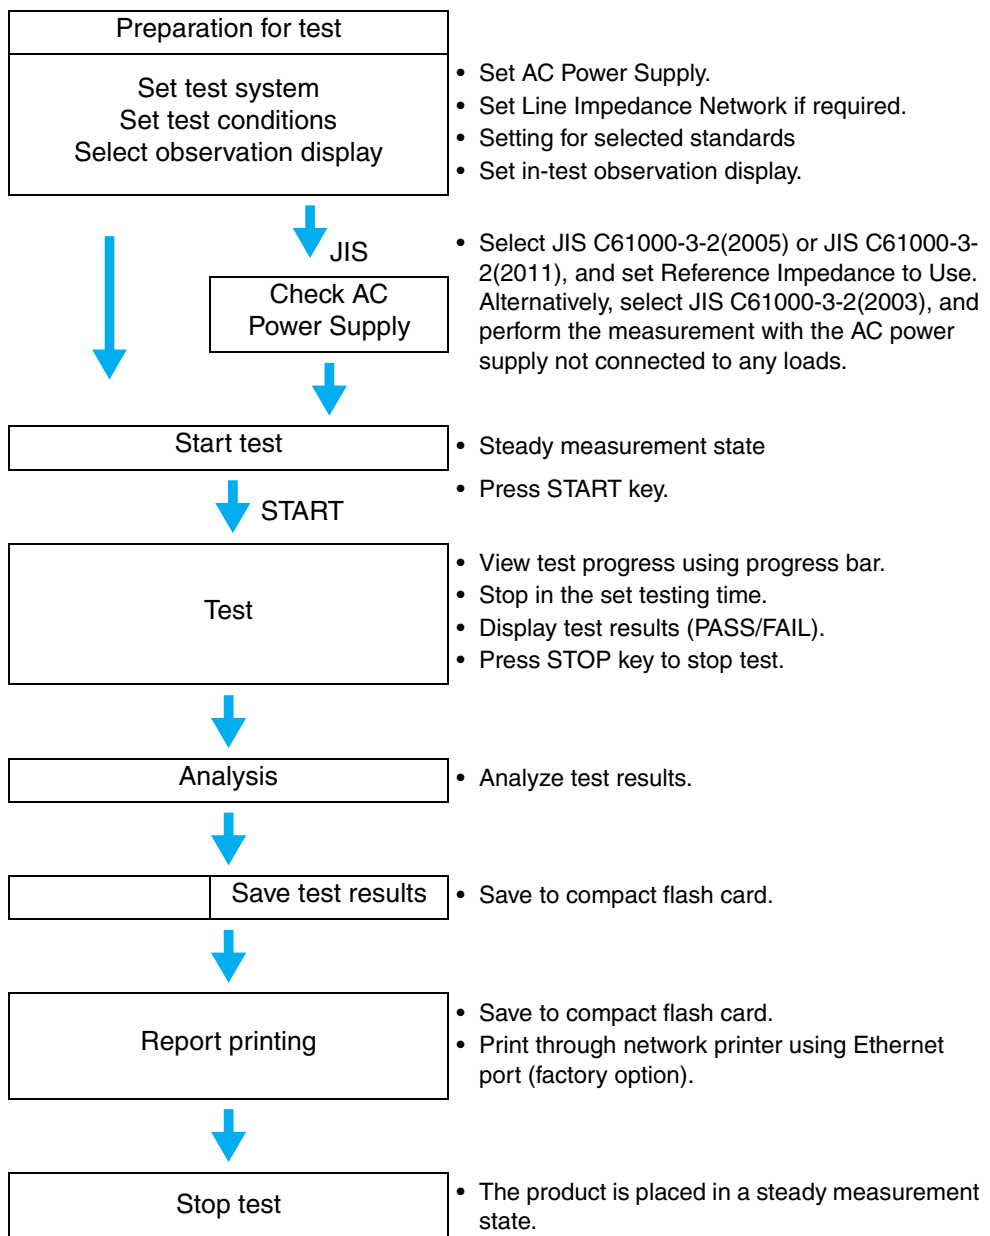 Preparation for test
Set test system
Set test conditions
Select observation display
• Set AC Power Supply.
• Set Line Impedance Network if required.
• Setting for selected standards
• Set in-test observation display.
JIS
Check AC
Power Supply
• Select JIS C61000-3-2(2005) or JIS C61000-3-
2(2011), and set Reference Impedance to Use.
Alternatively, select JIS C61000-3-2(2003), and
perform the measurement with the AC power
supply not connected to any loads.
Start test
• Steady measurement state
• Press START key.
START
Test
• View test progress using progress bar.
• Stop in the set testing time.
• Display test results (PASS/FAIL).
• Press STOP key to stop test.
Analysis
• Analyze test results.
Save test results
• Save to compact flash card.
Report printing
• Save to compact flash card.
• Print through network printer using Ethernet
port (factory option).
Stop test
• The product is placed in a steady measurement
state.